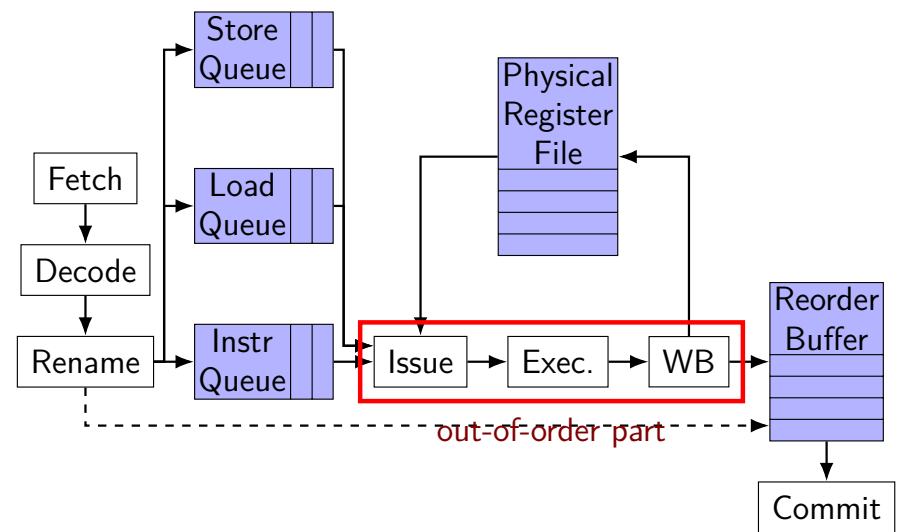 Store
Queue
Physical
Register
File
Fetch
Load
Queue
Decode
Reorder
Buffer
Rename
Instr
Queue
Issue
Exec.
WB
out-of-order part
Commit